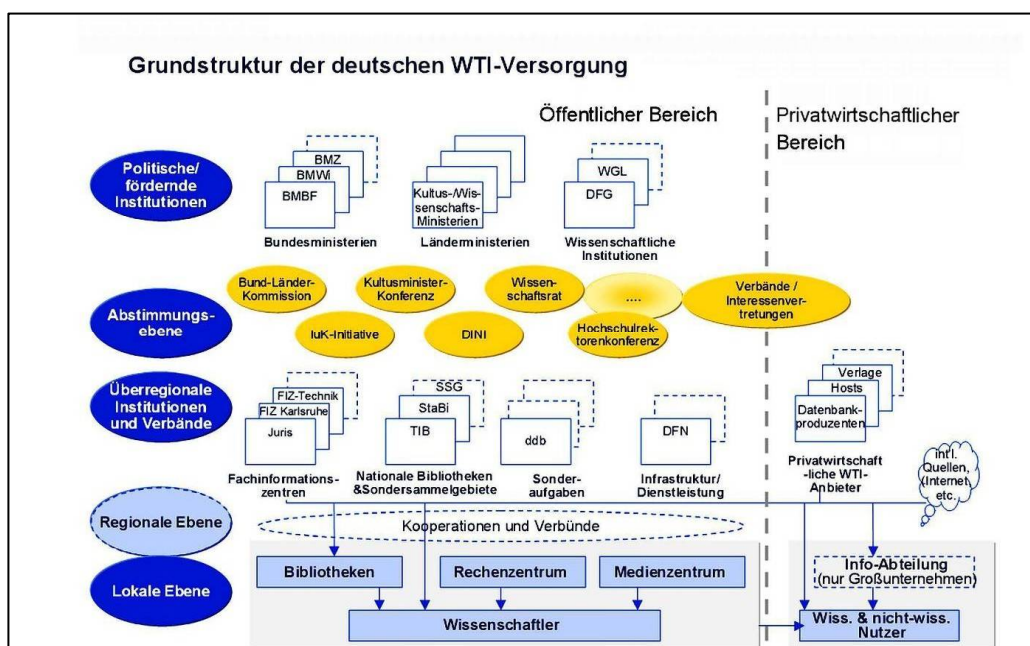 Grundstruktur der deutschen WTI-Versorgung
Öffentlicher Bereich
Privatwirtschaftlicher
Bereich
Politische/
fördernde
Institutionen
BMZ
BMWi
BMBF
Bundesministerien
Kultus-/Wis-
senschafts-
Ministerien
Länderministerien
WGL
DFG
Wissenschaftliche
Institutionen
Abstimmungs-
ebene
Bund-Länder-
Kommission
Kultusminister-
Konferenz
Wissen-
schaftsrat
....
Verbände /
Interessenver-
tretungen
IuK-Initiative
DINI
Hochschulrek-
torenkonferenz
Überregionale
Institutionen
und Verbände
FIZ-Technik
FIZ Karlsruhe
Juris
Fachinformations-
zentren
SSG
StaBi
TIB
Nationale Bibliotheken
&Sondersammelgebiete
ddb
Sonder-
aufgaben
DFN
Infrastruktur/
Dienstleistung
Verlage
Hosts
Datenbank-
produzenten
Privatwirtschaft
-liche WTI-
Anbieter
int'l.
Quellen,
(Internet,
etc.
Regionale Ebene
Kooperationen und Verbünde
Lokale Ebene
Bibliotheken
Rechenzentrum
Medienzentrum
Info-Abteilung
(nur Großunternehmen)
Wissenschaftler
Wiss. & nicht-wiss.
Nutzer